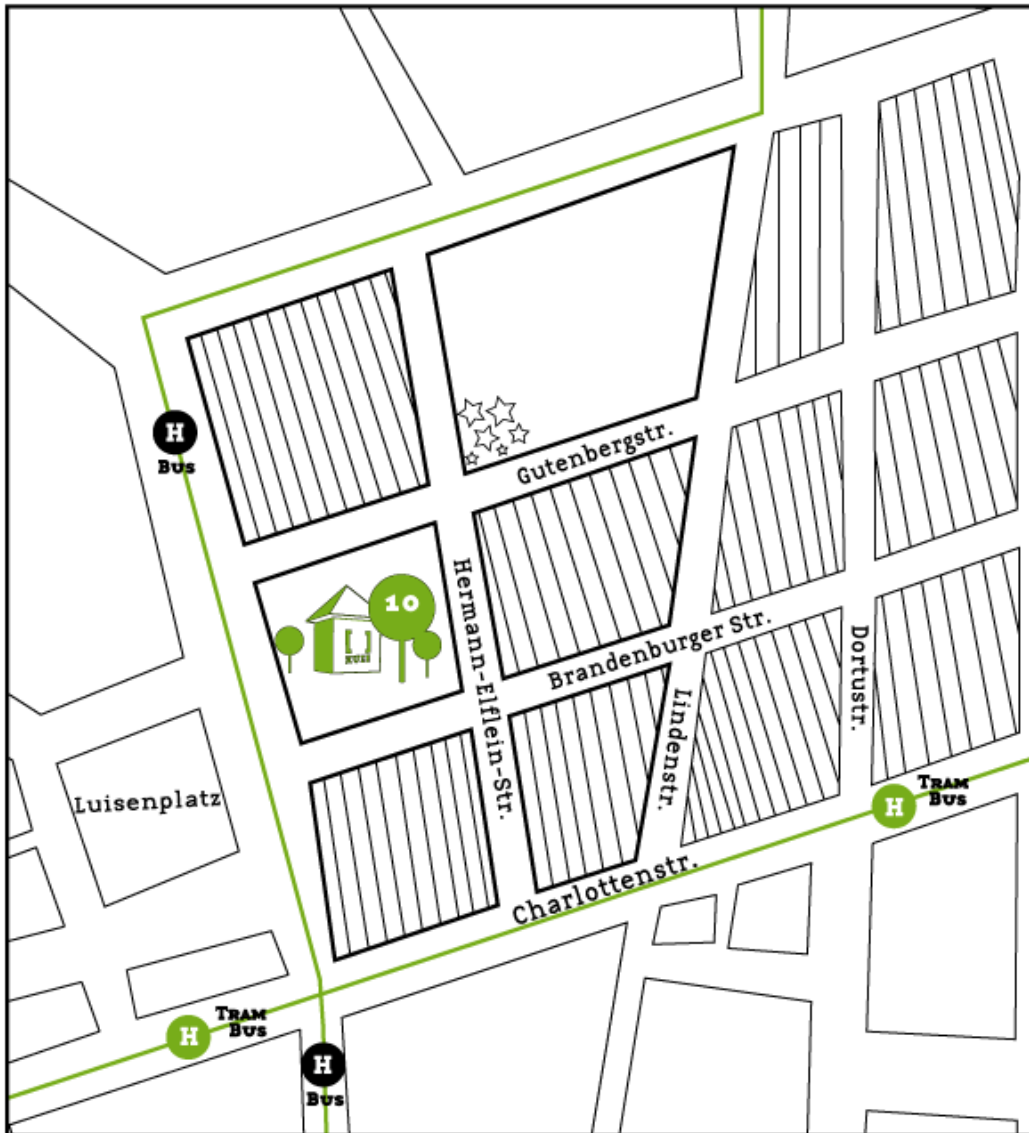 H
Bus
Gutenbergstr.
10
[ ]
Hermann-Elflein-Str.
Brandenburger Str.
Dortustr.
Lindenstr.
Luisenplatz
Tram
Bus
H
Charlottenstr.
Tram
Bus
H
H
Bus